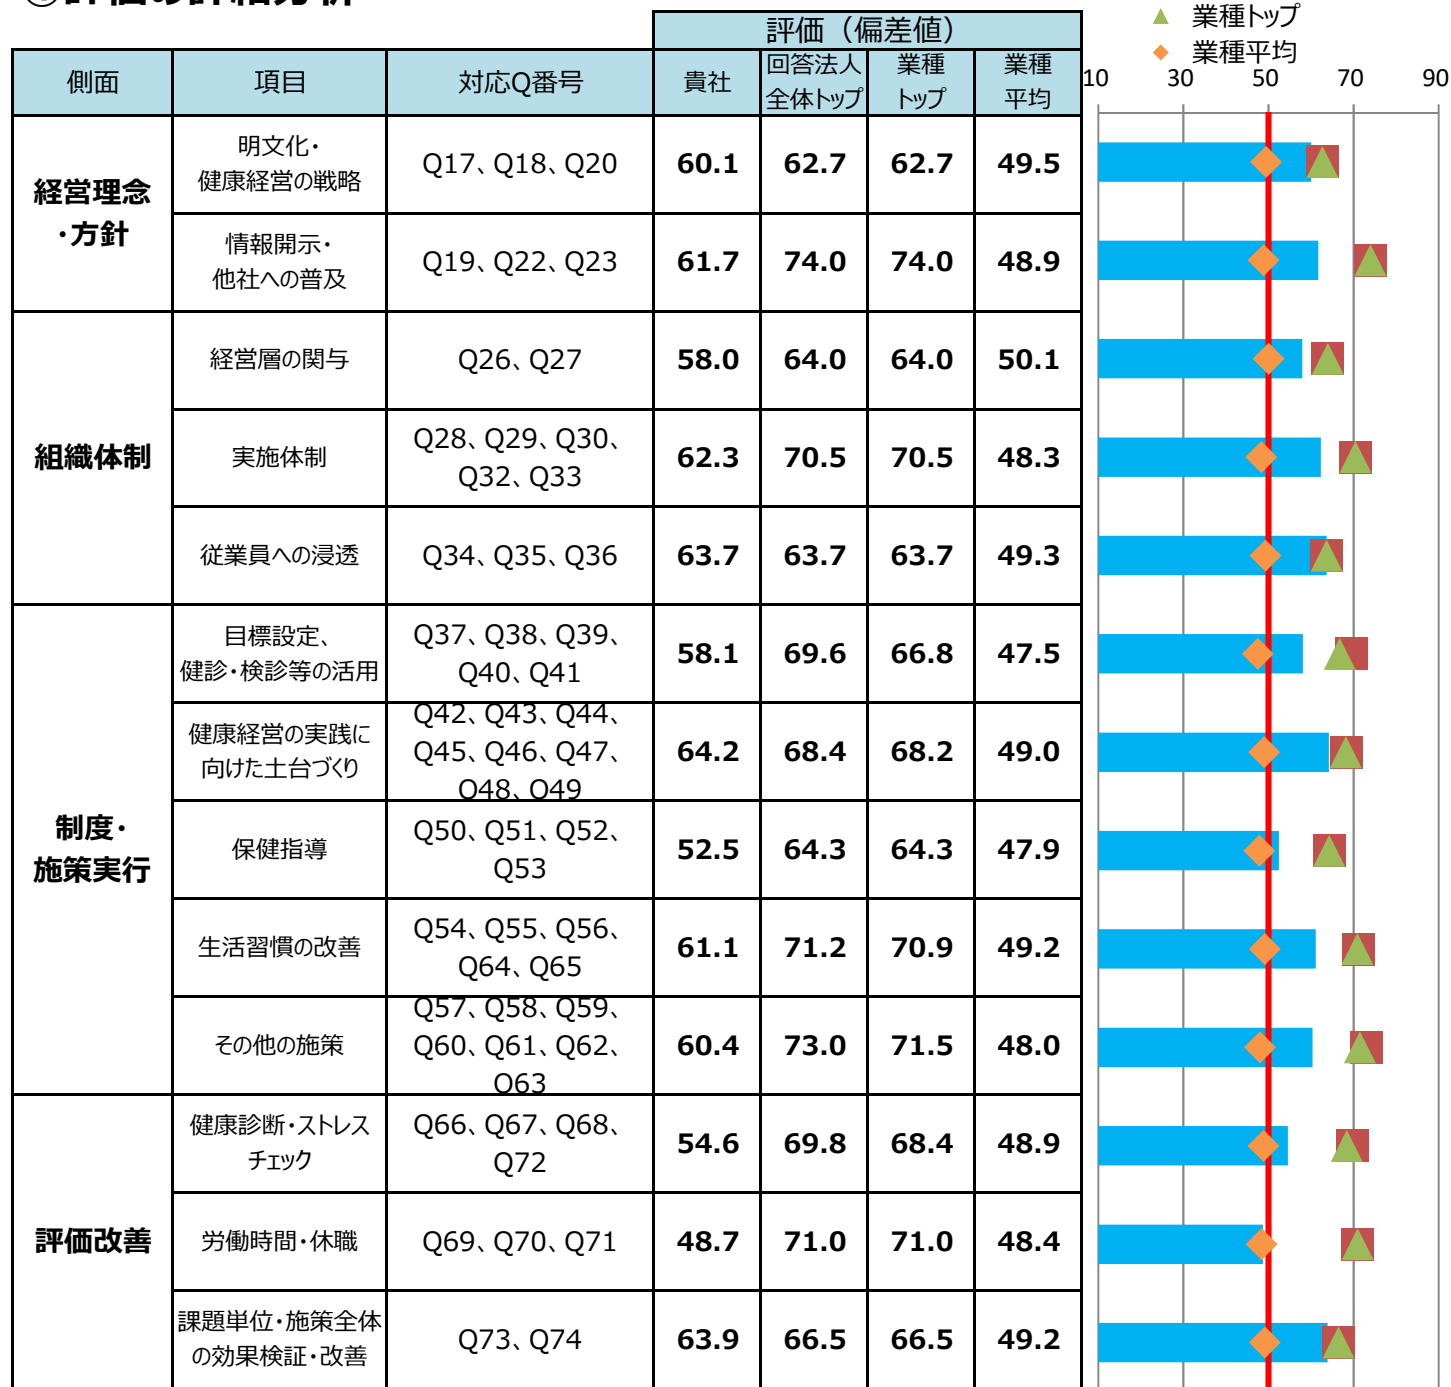 ①評価の詳細分析
▲ 業種トップ
◆ 業種平均
評価（偏差値）
側面 項目 対応Q番号 貴社 回答法人 業種 業種
全体トップ トップ 平均
10 30 50 70 90
経営理念
・方針
明文化・
健康経営の戦略
Q17、Q18、Q20 60.1 62.7 62.7 49.5
情報開示・
他社への普及
Q19、Q22、Q23 61.7 74.0 74.0 48.9
組織体制
経営層の関与 Q26、Q27 58.0 64.0 64.0 50.1
実施体制
Q28、Q29、Q30、
Q32、Q33
62.3 70.5 70.5 48.3
従業員への浸透 Q34、Q35、Q36 63.7 63.7 63.7 49.3
制度・
施策実行
目標設定、
健診・検診等の活用
Q37、Q38、Q39、
Q40、Q41
58.1 69.6 66.8 47.5
健康経営の実践に
向けた土台づくり
Q42、Q43、Q44、
Q45、Q46、Q47、
Q48、Q49
64.2 68.4 68.2 49.0
保健指導
Q50、Q51、Q52、
Q53
52.5 64.3 64.3 47.9
生活習慣の改善
Q54、Q55、Q56、
Q64、Q65
61.1 71.2 70.9 49.2
その他の施策
Q57、Q58、Q59、
Q60、Q61、Q62、
Q63
60.4 73.0 71.5 48.0
評価改善
健康診断・ストレス
チェック
Q66、Q67、Q68、
Q72
54.6 69.8 68.4 48.9
労働時間・休職 Q69、Q70、Q71 48.7 71.0 71.0 48.4
課題単位・施策全体
の効果検証・改善
Q73、Q74 63.9 66.5 66.5 49.2